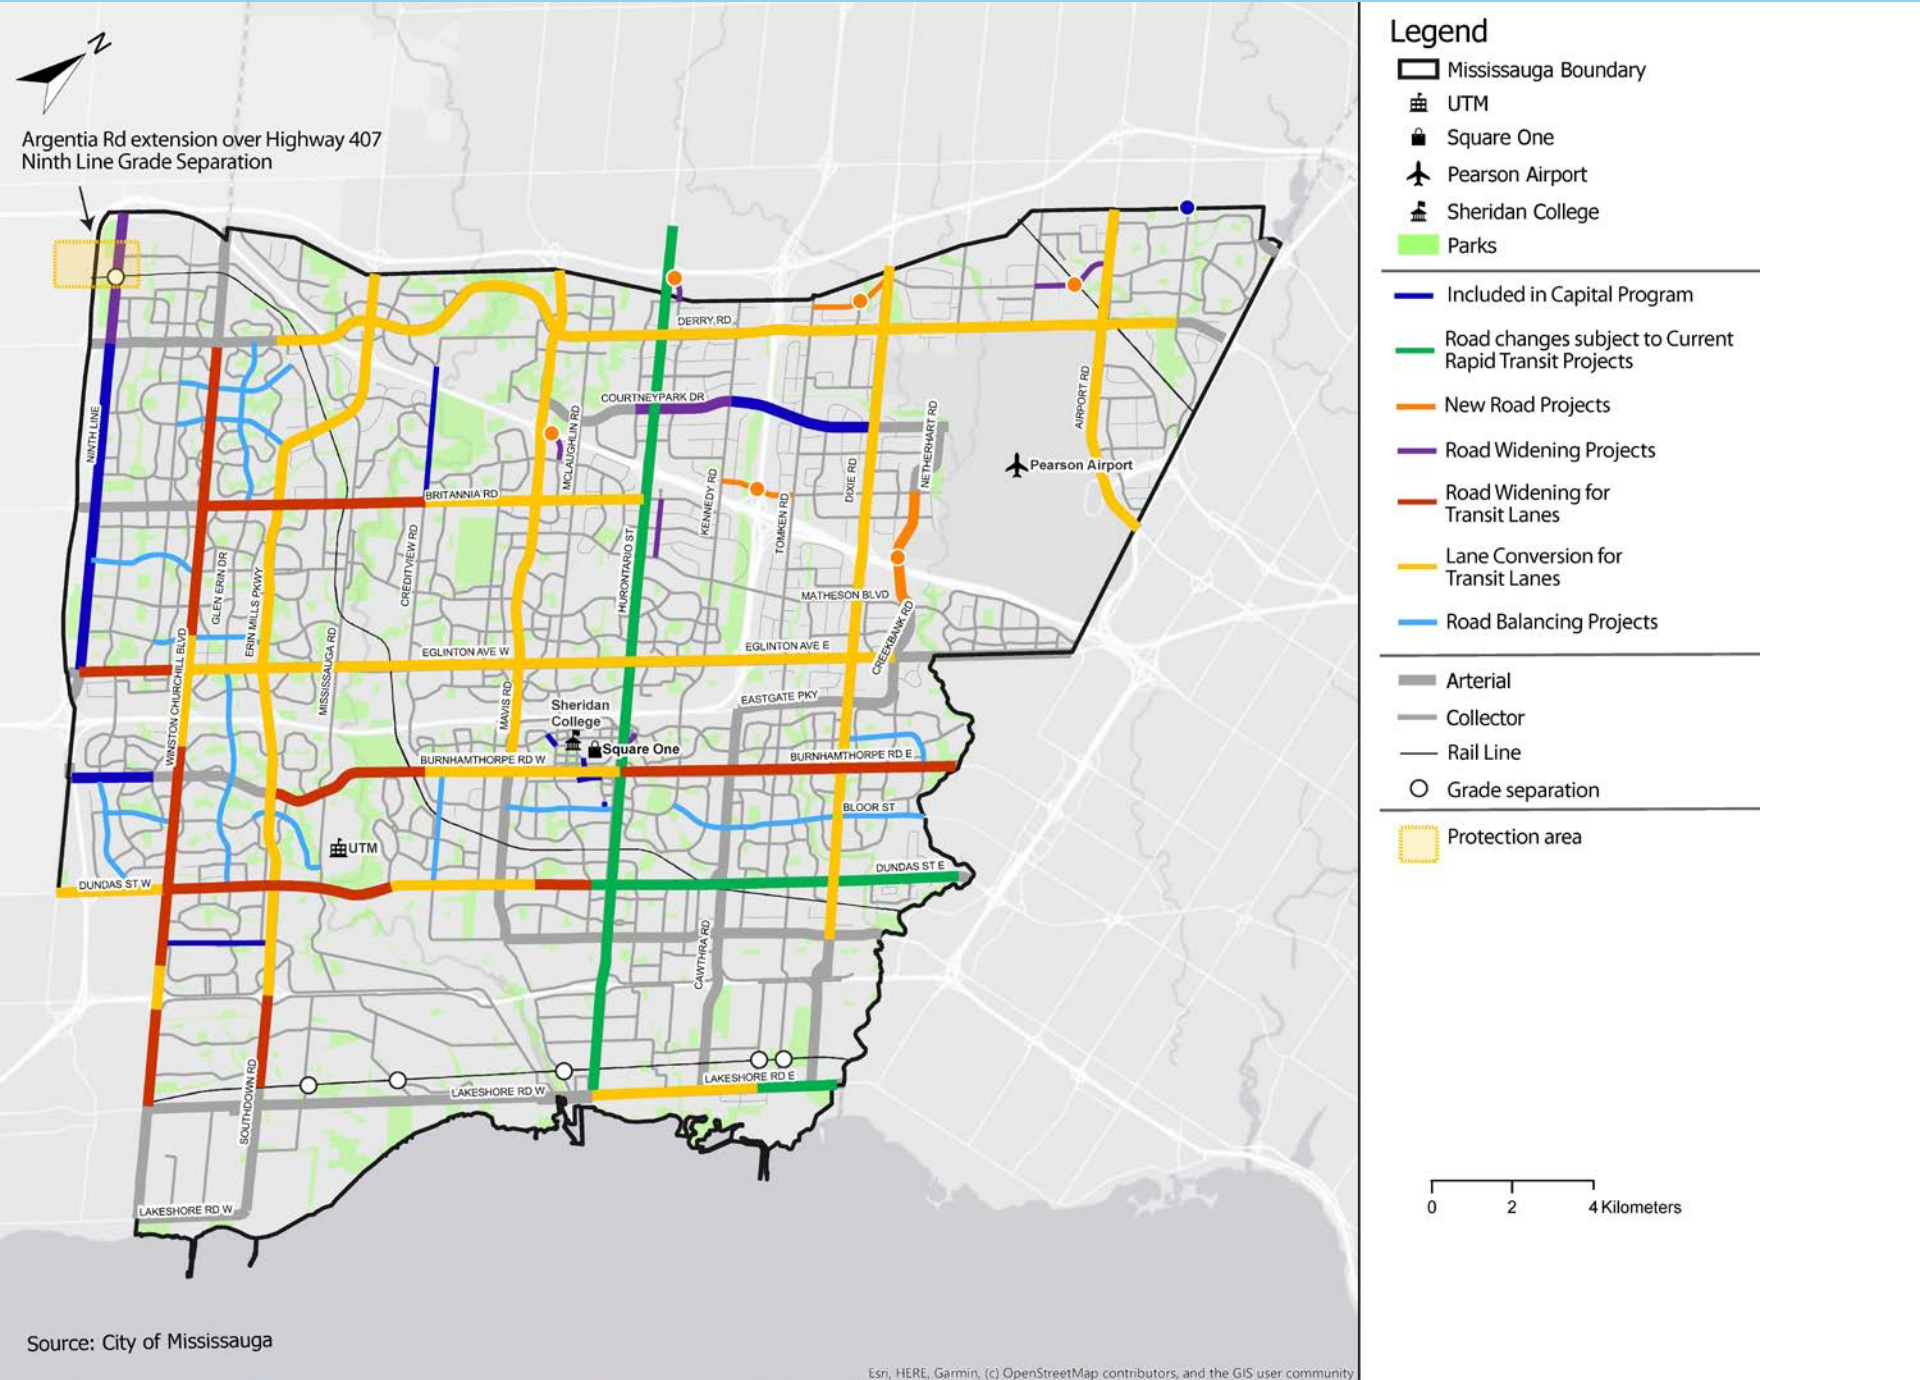 N
Argentia Rd extension over Highway 407
Ninth Line Grade Separation
DERRY RD
COURTNEYPARK DR
NINTH LINE
MCLAUGHLIN RD
AIRPORT RD
NETHERHART RD
Pearson Airport
BRITANNIA RD
KENNEDY RD
TOMKEN RD
DIXIE RD
GLEN ERIN DR
ERIN MILLS PKWY
CREDITVIEW RD
HURONTARIO ST
MATHESON BLVD
MISSISSAUGA RD
WINSTON CHURCHILL BLVD
EGLINTON AVE W
EGLINTON AVE E
CREEKBANK RD
MAVIS RD
EASTGATE PKY
Sheridan
College
Square One
BURNHAMTHORPE RD W
BURNHAMTHORPE RD E
BLOOR ST
UTM
DUNDAS ST W
DUNDAS ST E
CAWTHRA RD
SOUTHDOWN RD
LAKESHORE RD W
LAKESHORE RD E
LAKESHORE RD W
Source: City of Mississauga
Esri, HERE, Garmin, (c) OpenStreetMap contributors, and the GIS user community
Legend
Mississauga Boundary
UTM
Square One
Pearson Airport
Sheridan College
Parks
Included in Capital Program
Road changes subject to Current
Rapid Transit Projects
New Road Projects
Road Widening Projects
Road Widening for
Transit Lanes
Lane Conversion for
Transit Lanes
Road Balancing Projects
Arterial
Collector
Rail Line
Grade separation
Protection area
0 2 4 Kilometers